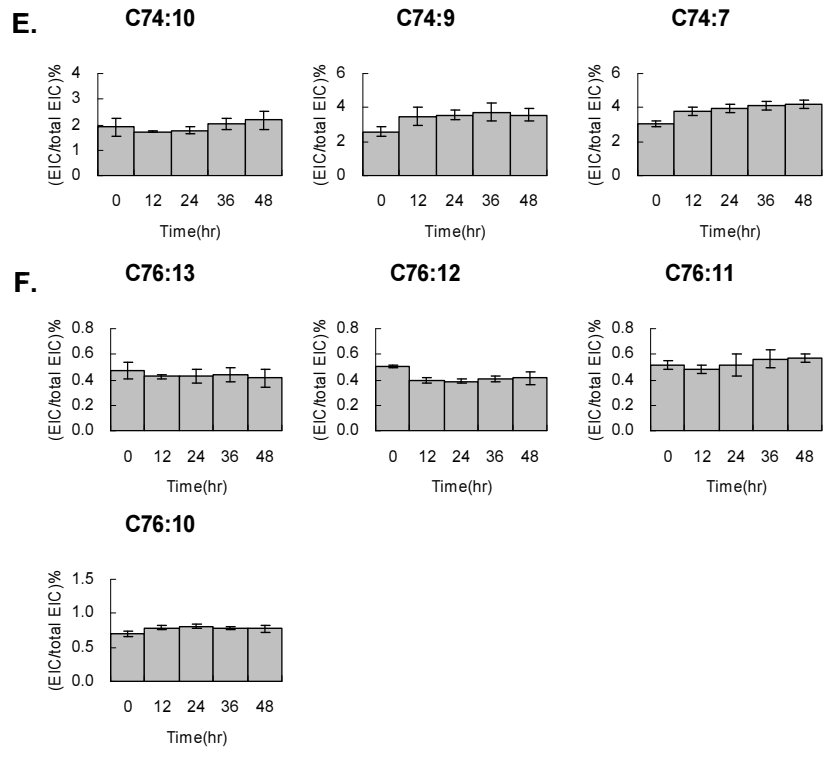 E.
C74:10 C74:9 C74:7
(EIC/total EIC)%
4
3
2
1
0
0 12 24 36 48
Time(hr)
(EIC/total EIC)%
6
4
2
0
0 12 24 36 48
Time(hr)
(EIC/total EIC)%
6
4
2
0
0 12 24 36 48
Time(hr)
F.
C76:13 C76:12 C76:11
(EIC/total EIC)%
0.8
0.6
0.4
0.2
0.0
0 12 24 36 48
Time(hr)
(EIC/total EIC)%
0.8
0.6
0.4
0.2
0.0
0 12 24 36 48
Time(hr)
(EIC/total EIC)%
0.8
0.6
0.4
0.2
0.0
0 12 24 36 48
Time(hr)
C76:10
(EIC/total EIC)%
1.5
1.0
0.5
0.0
0 12 24 36 48
Time(hr)